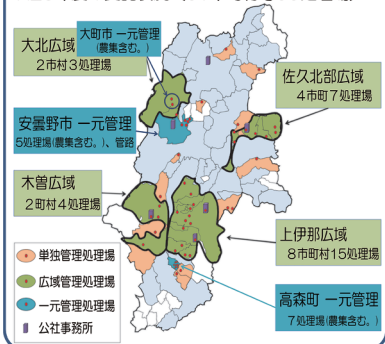 大町市 一元管理
(農集含む。)
大北広域
2市村3処理場
佐久北部広域
4市町7処理場
安曇野市 一元管理
5処理場(農集含む。)、管路
木曽広域
2町村4処理場
上伊那広域
8市町村15処理場
単独管理処理場
広域管理処理場
一元管理処理場
公社事務所
高森町 一元管理
7処理場(農集含む。)